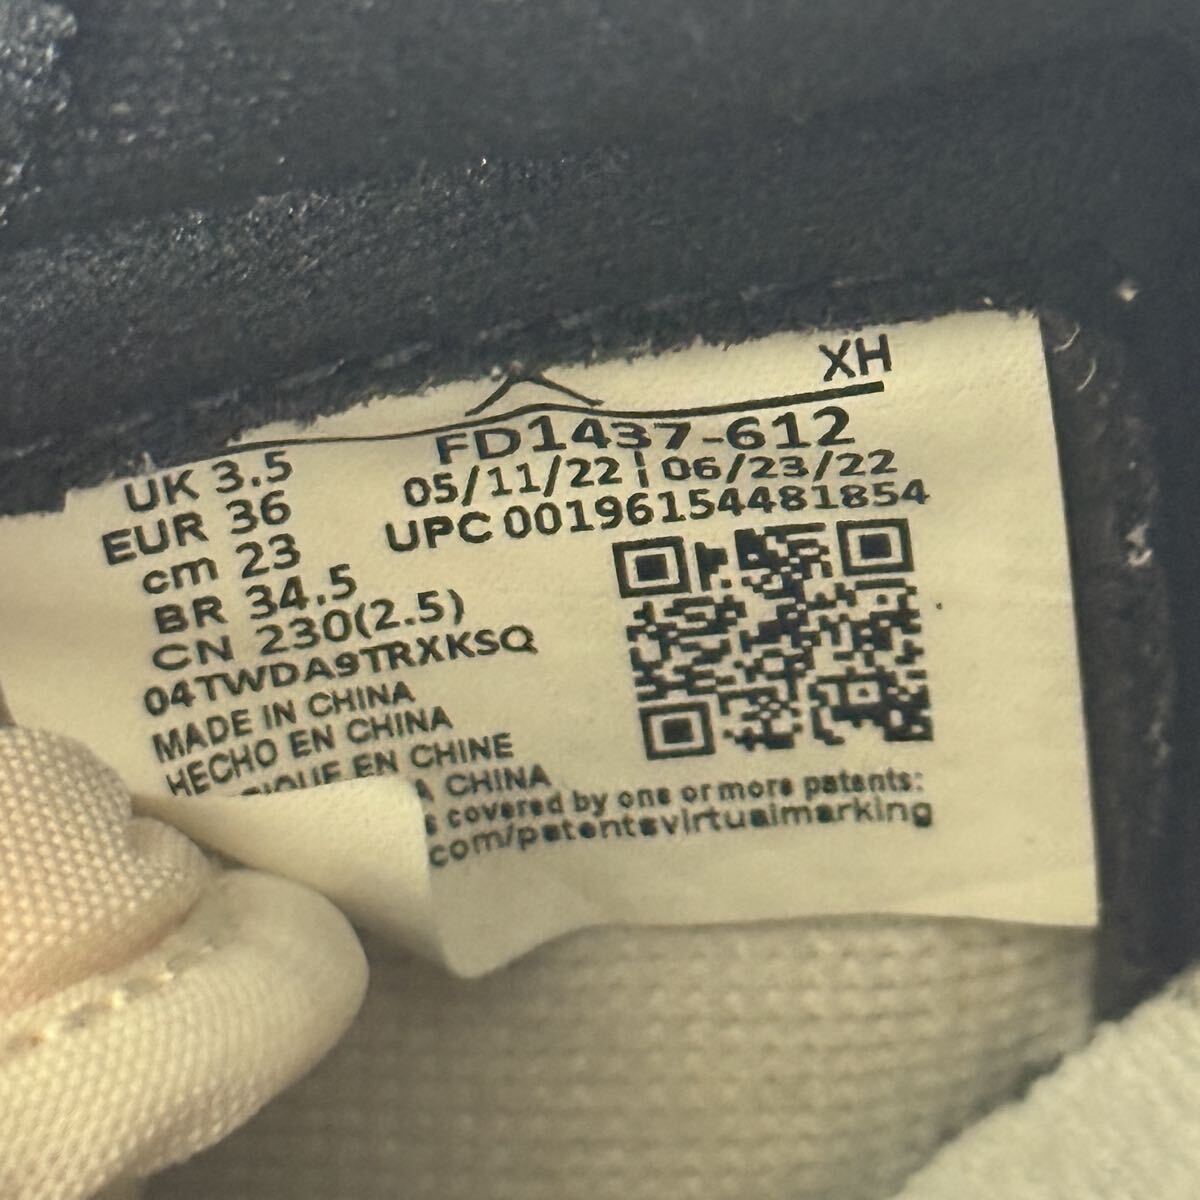 XH
FD1437-612
05/11/22 | 06/23/22
UPC 00196154481854
UK 3.5
EUR 36
cm 23
BR 34.5
CN 230(2.5)
04TWDA9TRXKSQ
MADE IN CHINA
HECHO EN CHINA
EN CHINE
CHINA
covered by one or more patents:
com/patentsvirtualmarking